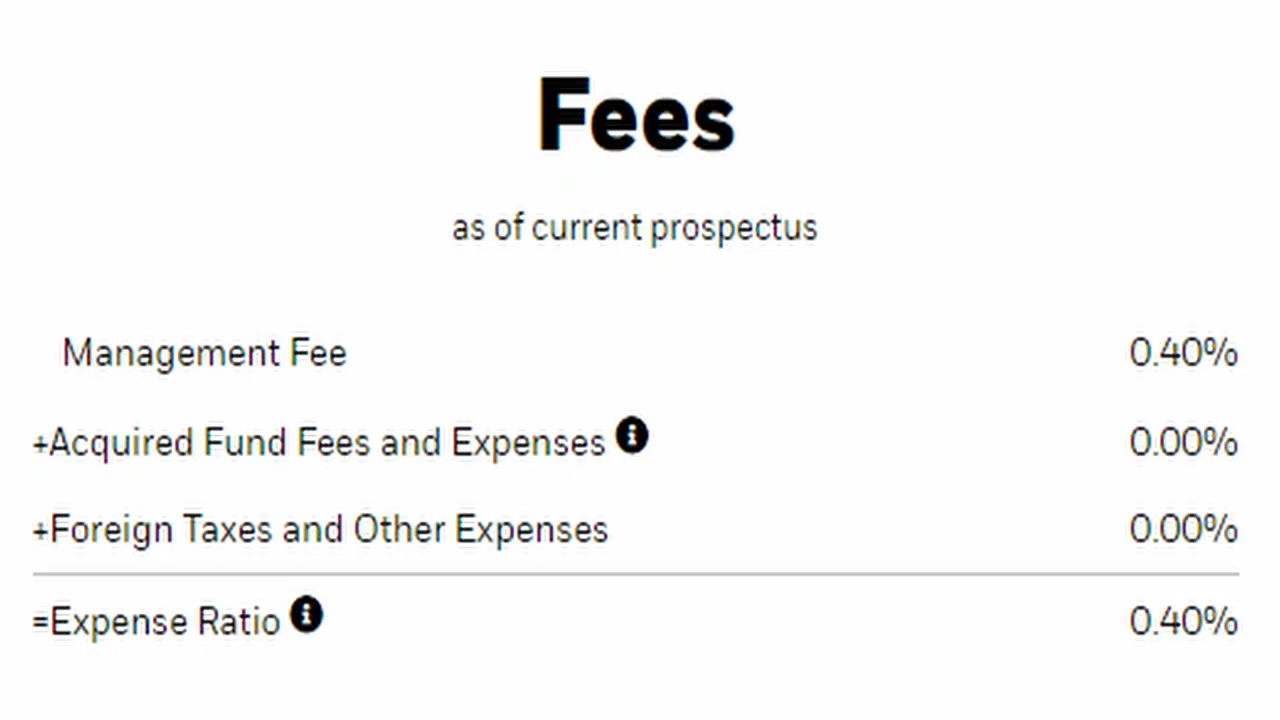 Fees
as of current prospectus
Management Fee 0.40%
+Acquired Fund Fees and Expenses 0.00%
+Foreign Taxes and Other Expenses 0.00%
=Expense Ratio 0.40%